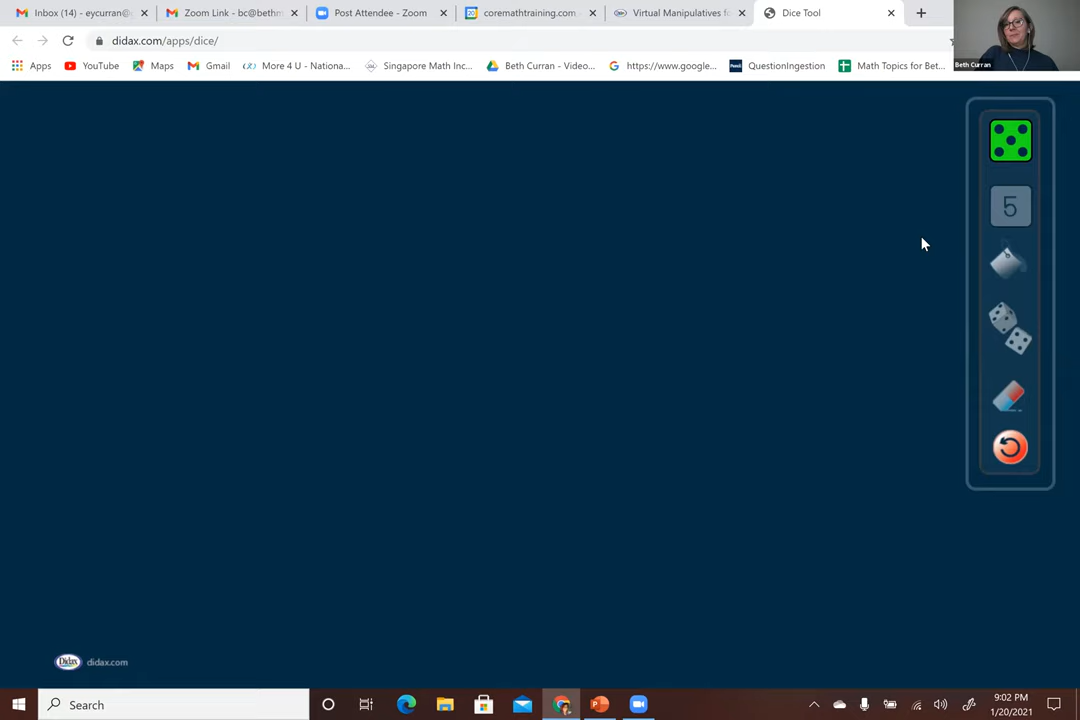 Inbox (14) - eycurran@
Zoom Link - bc@bethm
Post Attendee - Zoom
coremathtraining.com
Virtual Manipulatives fo
Dice Tool
didax.com/apps/dice/
Apps
YouTube
Maps
Gmail
More 4 U - Nationa...
Singapore Math Inc...
Beth Curran - Video...
https://www.google...
QuestionIngestion
Math Topics for Bet...
Beth Curran
5
Didax didax.com
Search
9:02 PM
1/20/2021